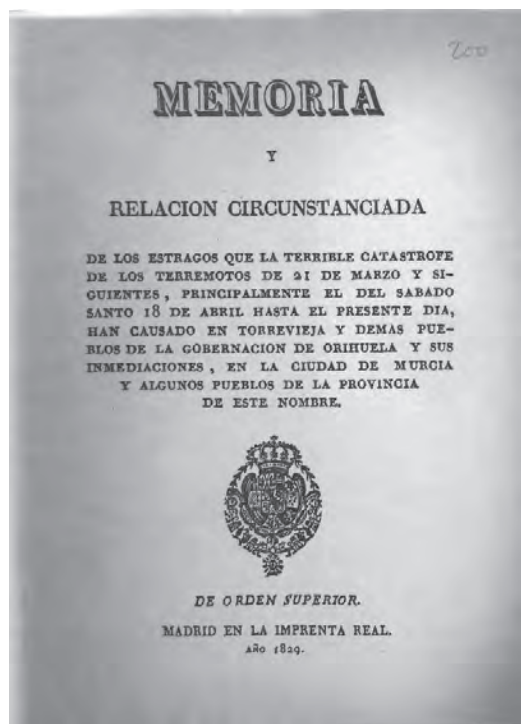 200
MEMORIA
Y
RELACION CIRCUNSTANCIADA
DE LOS ESTRAGOS QUE LA TERRIBLE CATASTROFE
DE LOS TERREMOTOS DE 21 DE MARZO Y SI-
GUIENTES, PRINCIPALMENTE EL DEL SABADO
SANTO 18 DE ABRIL HASTA EL PRESENTE DIA,
HAN CAUSADO EN TORREVIEJA Y DEMAS PUE-
BLOS DE LA GOBERNACION DE ORIHUELA Y SUS
INMEDIACIONES, EN LA CIUDAD DE MURCIA
Y ALGUNOS PUEBLOS DE LA PROVINCIA
DE ESTE NOMBRE.
DE ORDEN SUPERIOR.
MADRID EN LA IMPRENTA REAL.
AÑO 1829.